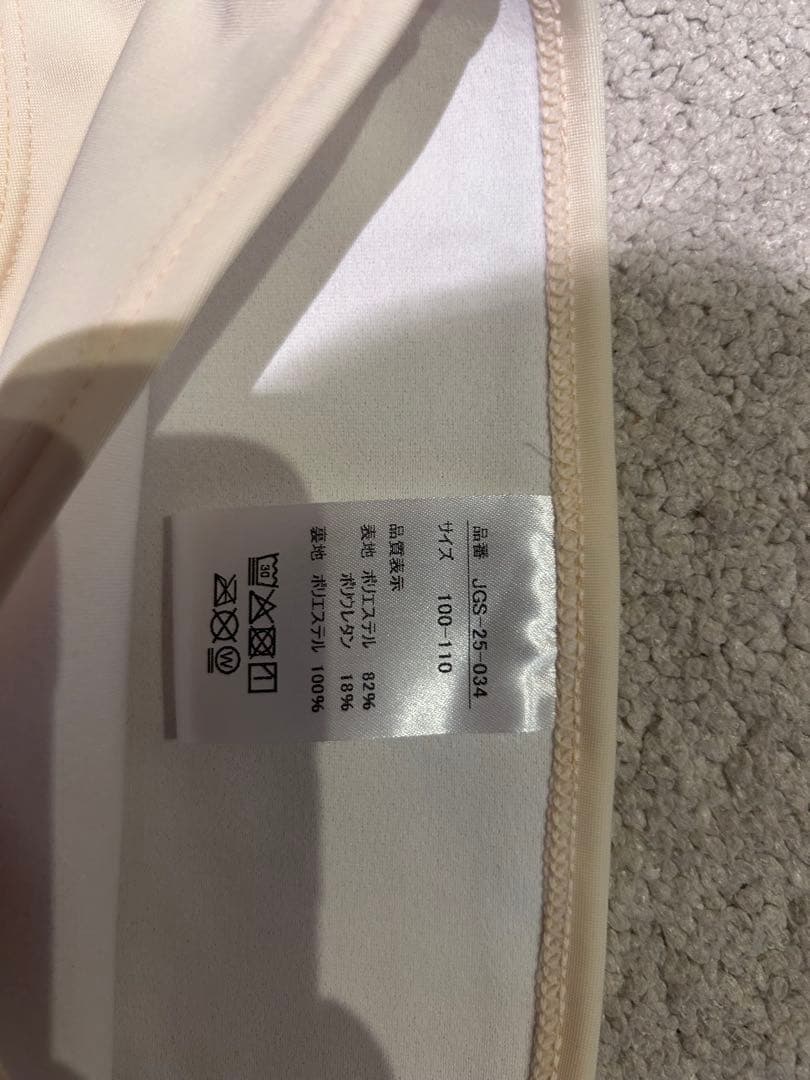 品番 JGS-25-034
サイズ 100-110
品質表示
表地 ポリエステル 82%
ポリウレタン 18%
裏地 ポリエステル 100%
30
W